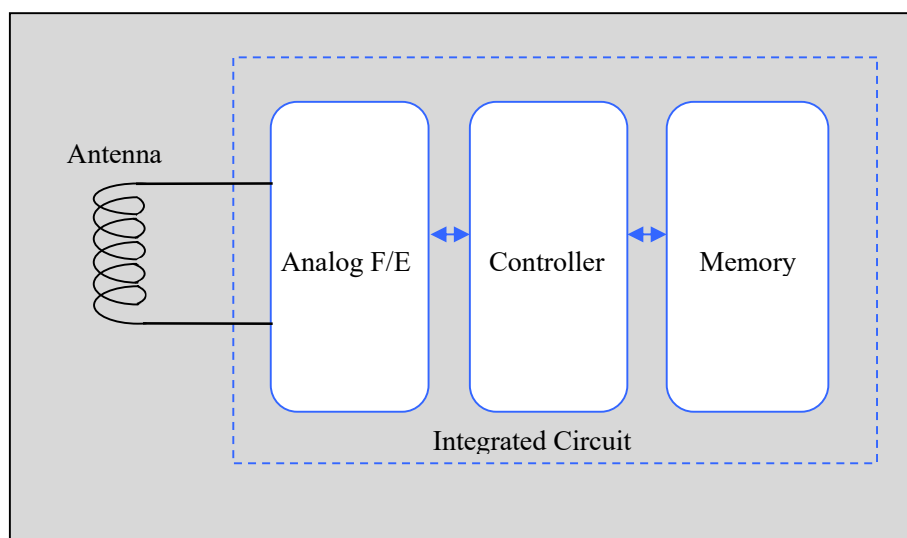 Antenna
Analog F/E
Controller
Memory
Integrated Circuit